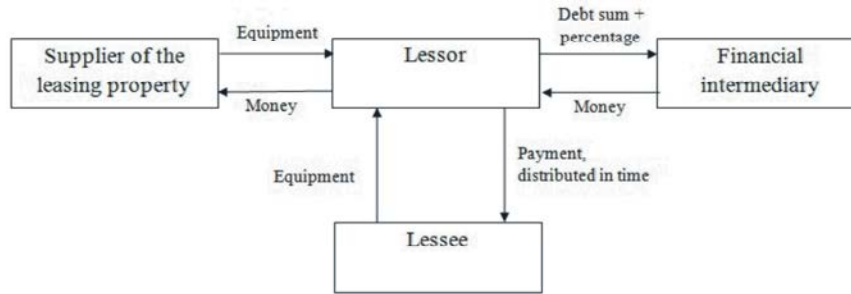 Debt sum +
percentage
Equipment
Supplier of the
leasing property
Lessor
Financial
intermediary
Money
Money
Equipment
Payment,
distributed in time
Lessee